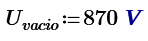 U_vacio := 870 V